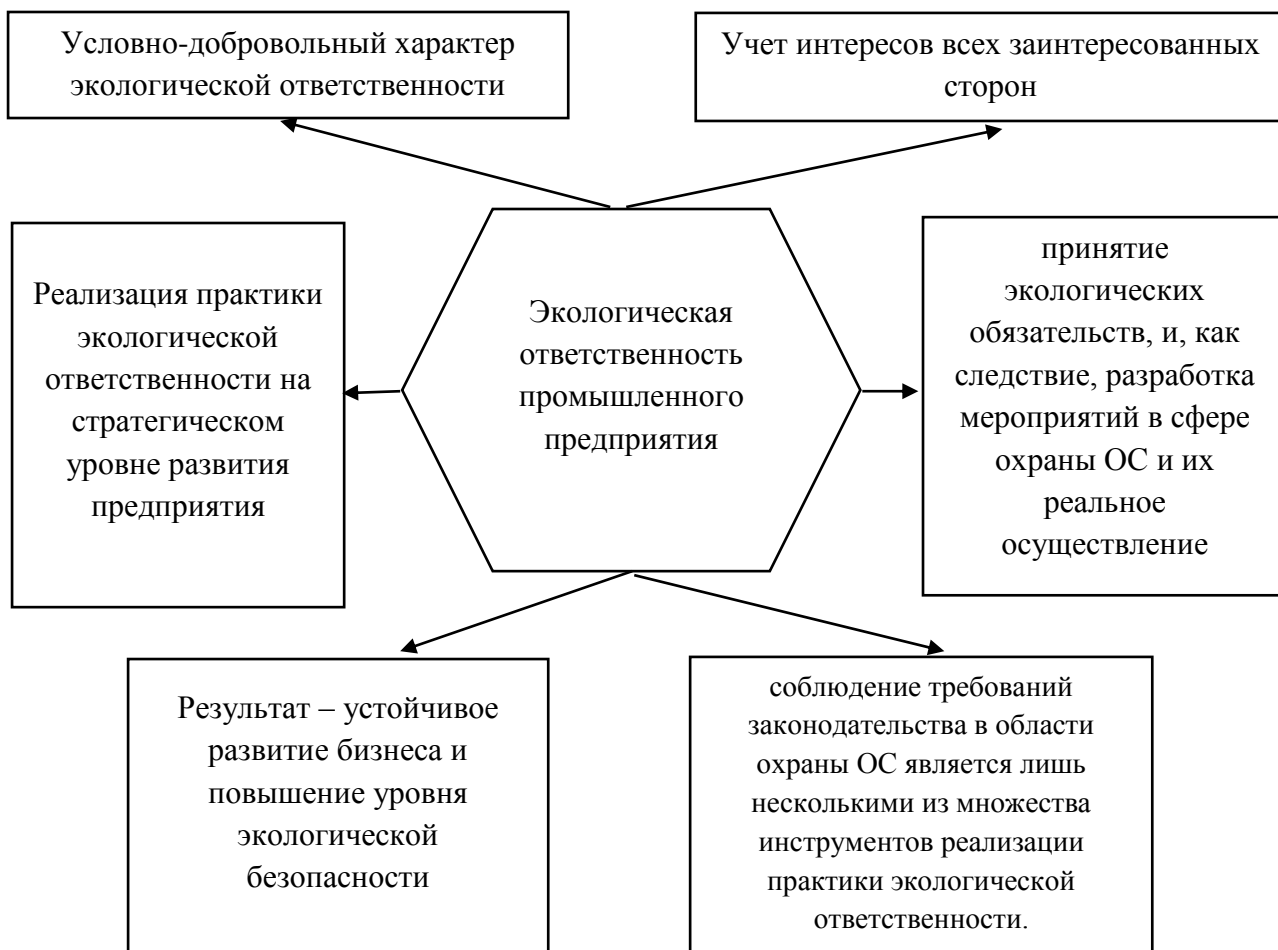 Условно-добровольный характер
экологической ответственности
Учет интересов всех заинтересованных
сторон
Реализация практики
экологической
ответственности на
стратегическом
уровне развития
предприятия
Экологическая
ответственность
промышленного
предприятия
принятие
экологических
обязательств, и, как
следствие, разработка
мероприятий в сфере
охраны ОС и их
реальное
осуществление
Результат – устойчивое
развитие бизнеса и
повышение уровня
экологической
безопасности
соблюдение требований
законодательства в области
охраны ОС является лишь
несколькими из множества
инструментов реализации
практики экологической
ответственности.